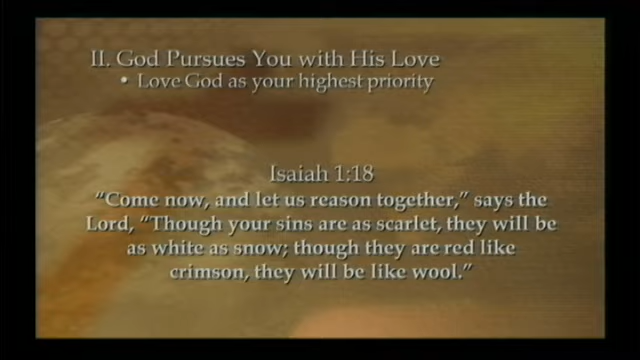 II. God Pursues You with His Love
• Love God as your highest priority
Isaiah 1:18
“Come now, and let us reason together,” says the
Lord, “Though your sins are as scarlet, they will be
as white as snow; though they are red like
crimson, they will be like wool.”